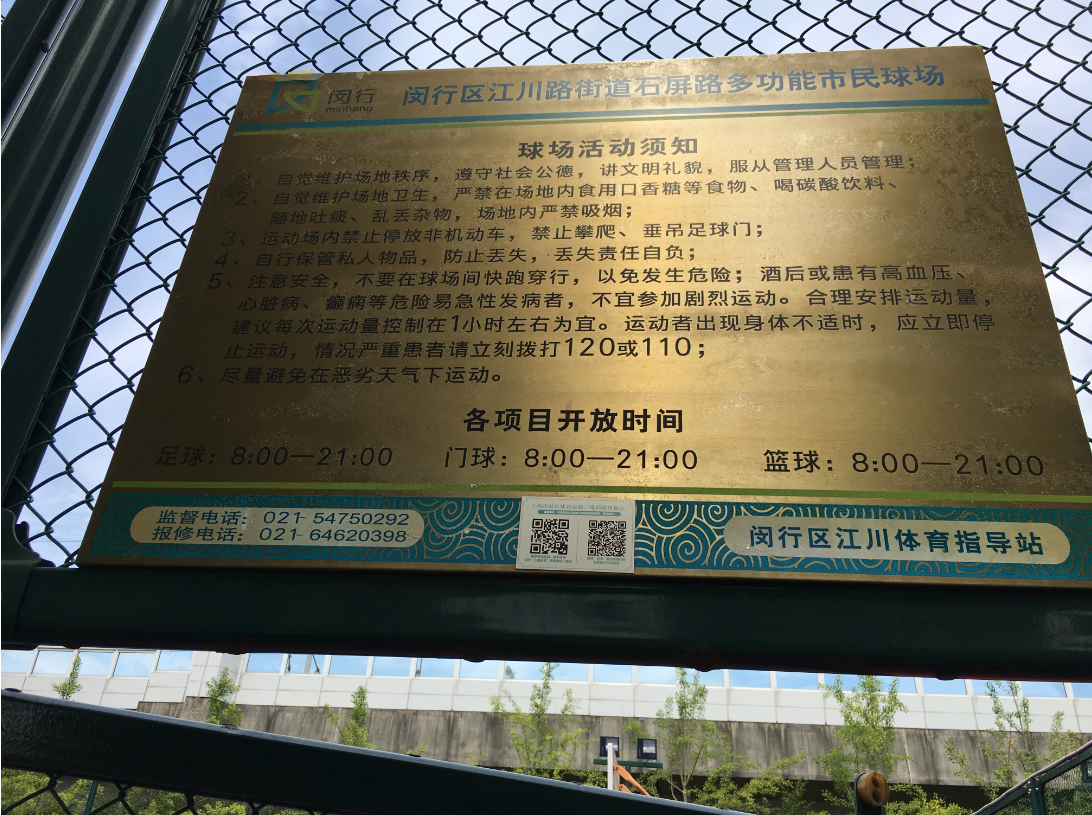 闵行
minhang
闵行区江川路街道石屏路多功能市民球场
球场活动须知
、自觉维护场地秩序，遵守社会公德，讲文明礼貌，服从管理人员管理；
2、自觉维护场地卫生，严禁在场地内食用口香糖等食物、喝碳酸饮料、
随地吐痰、乱丢杂物，场地内严禁吸烟；
3、运动场内禁止停放非机动车，禁止攀爬、垂吊足球门；
4、自行保管私人物品，防止丢失，丢失责任自负；
5、注意安全，不要在球场间快跑穿行，以免发生危险；酒后或患有高血压、
心脏病、癫痫等危险易急性发病者，不宜参加剧烈运动。合理安排运动量，
建议每次运动量控制在1小时左右为宜。运动者出现身体不适时，应立即停
止运动，情况严重患者请立刻拨打120或110；
6、尽量避免在恶劣天气下运动。
各项目开放时间
足球：8:00—21:00 门球：8:00—21:00 篮球：8:00—21:00
监督电话：021-54750292
报修电话：021-64620398
闵行区江川体育指导站